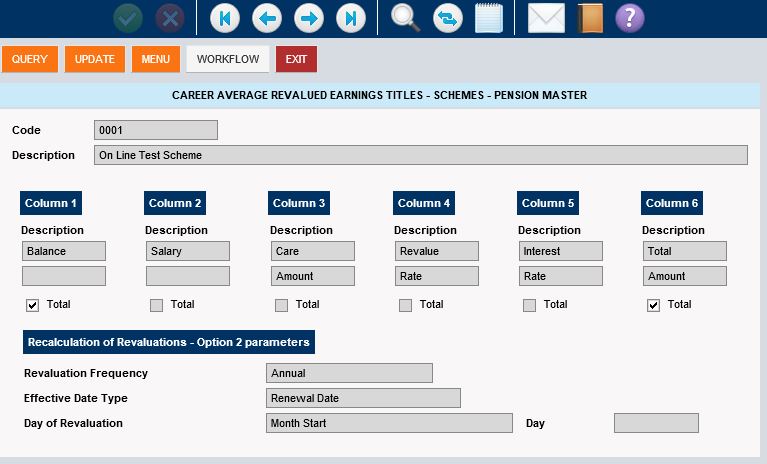 QUERY UPDATE MENU WORKFLOW EXIT
CAREER AVERAGE REVALUED EARNINGS TITLES - SCHEMES - PENSION MASTER
Code 0001
Description On Line Test Scheme
Column 1 Column 2 Column 3 Column 4 Column 5 Column 6
Description Description Description Description Description Description
Balance Salary Care Revalue Interest Total
Amount Rate Rate Amount
Total Total Total Total Total Total
Recalculation of Revaluations - Option 2 parameters
Revaluation Frequency Annual
Effective Date Type Renewal Date
Day of Revaluation Month Start Day